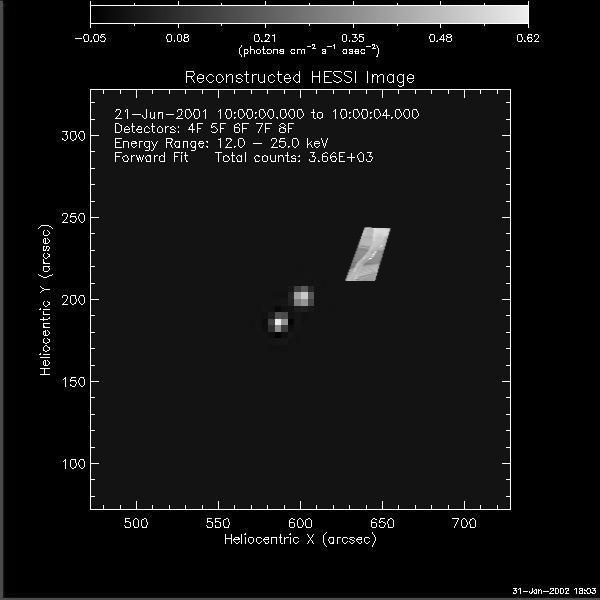 -0.05 0.08 0.21 0.35 0.48 0.62
(photons cm-2 s-1 asec-2)
Reconstructed HESSI Image
21-Jun-2001 10:00:00.000 to 10:00:04.000
Detectors: 4F 5F 6F 7F 8F
Energy Range: 12.0 - 25.0 keV
Forward Fit Total counts: 3.66E+03
300
250
200
150
100
Heliocentric Y (arcsec)
500 550 600 650 700
Heliocentric X (arcsec)
31-Jan-2002 18:03